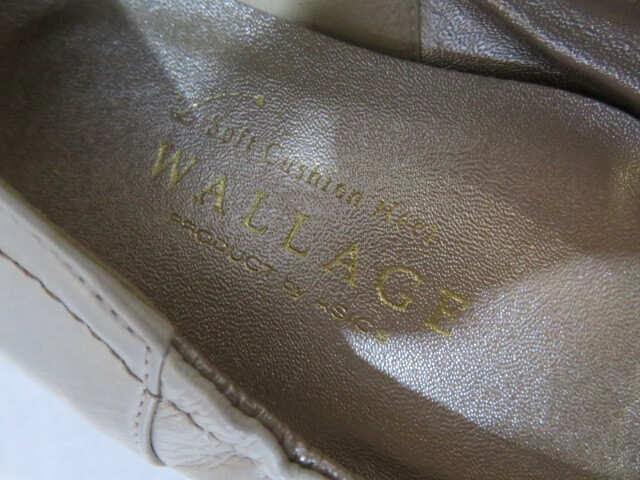 Soft Cushion Heel
WALLAGE
PRODUCT by ASICS